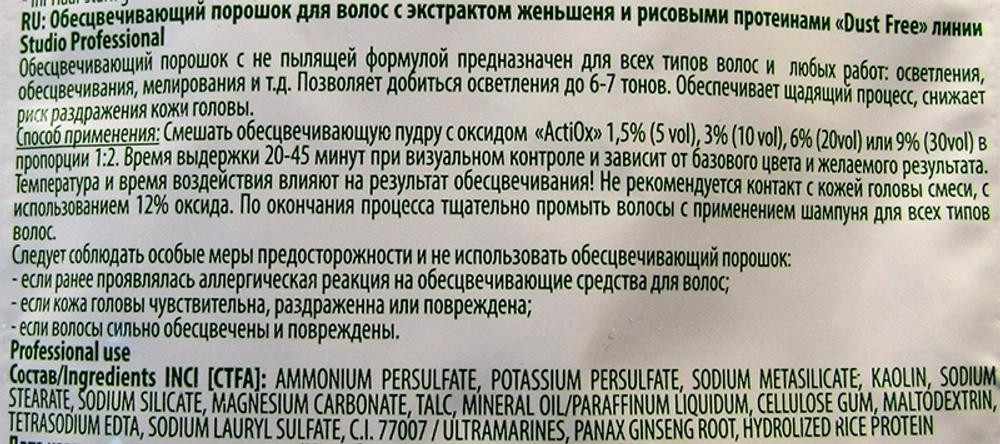 RU: Обесцвечивающий порошок для волос с экстрактом женьшеня и рисовыми протеинами «Dust Free» линии
Studio Professional
Обесцвечивающий порошок с не пылящей формулой предназначен для всех типов волос и любых работ: осветления,
обесцвечивания, мелирования и т.д. Позволяет добиться осветления до 6-7 тонов. Обеспечивает щадящий процесс, снижает
риск раздражения кожи головы.
Способ применения: Смешать обесцвечивающую пудру с оксидом «ActiOx» 1,5% (5 vol), 3% (10 vol), 6% (20vol) или 9% (30vol) в
пропорции 1:2. Время выдержки 20-45 минут при визуальном контроле и зависит от базового цвета и желаемого результата.
Температура и время воздействия влияют на результат обесцвечивания! Не рекомендуется контакт с кожей головы смеси, с
использованием 12% оксида. По окончания процесса тщательно промыть волосы с применением шампуня для всех типов
волос.
Следует соблюдать особые меры предосторожности и не использовать обесцвечивающий порошок:
- если ранее проявлялась аллергическая реакция на обесцвечивающие средства для волос;
- если кожа головы чувствительна, раздраженна или повреждена;
- если волосы сильно обесцвечены и повреждены.
Professional use
Состав/Ingredients INCI [CTFA]: AMMONIUM PERSULFATE, POTASSIUM PERSULFATE, SODIUM METASILICATE, KAOLIN, SODIUM
STEARATE, SODIUM SILICATE, MAGNESIUM CARBONATE, TALC, MINERAL OIL/PARAFFINUM LIQUIDUM, CELLULOSE GUM, MALTODEXTRIN,
TETRASODIUM EDTA, SODIUM LAURYL SULFATE, C.I. 77007 / ULTRAMARINES, PANAX GINSENG ROOT, HYDROLIZED RICE PROTEIN